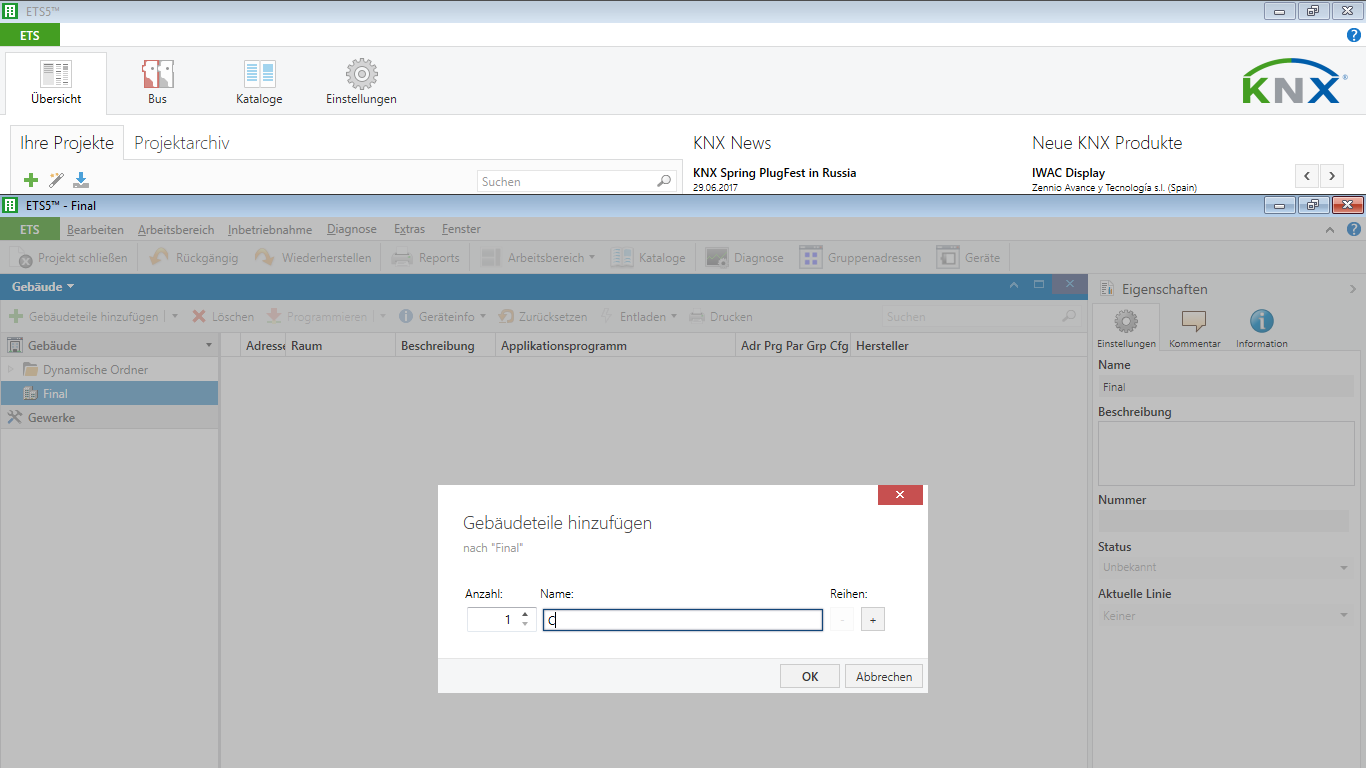 ETS5™
ETS
Übersicht
Bus
Kataloge
Einstellungen
KNX®
Ihre Projekte
Projektarchiv
Suchen
KNX News
KNX Spring PlugFest in Russia
29.06.2017
Neue KNX Produkte
IWAC Display
Zennio Avance y Tecnología s.l. (Spain)
ETS5™ - Final
ETS Bearbeiten Arbeitsbereich Inbetriebnahme Diagnose Extras Fenster
Projekt schließen Rückgängig Wiederherstellen Reports Arbeitsbereich Kataloge Diagnose Gruppenadressen Geräte
Gebäude
Gebäudeteile hinzufügen Löschen Programmieren Geräteinfo Zurücksetzen Entladen Drucken Suchen
Gebäude
Dynamische Ordner
Final
Gewerke
Adresse Raum Beschreibung Applikationsprogramm Adr Prg Par Grp Cfg Hersteller
Eigenschaften
Einstellungen Kommentar Information
Name
Final
Beschreibung
Nummer
Status
Unbekannt
Aktuelle Linie
Keiner
Gebäudeteile hinzufügen
nach "Final"
Anzahl: Name: Reihen:
1 C - +
OK Abbrechen